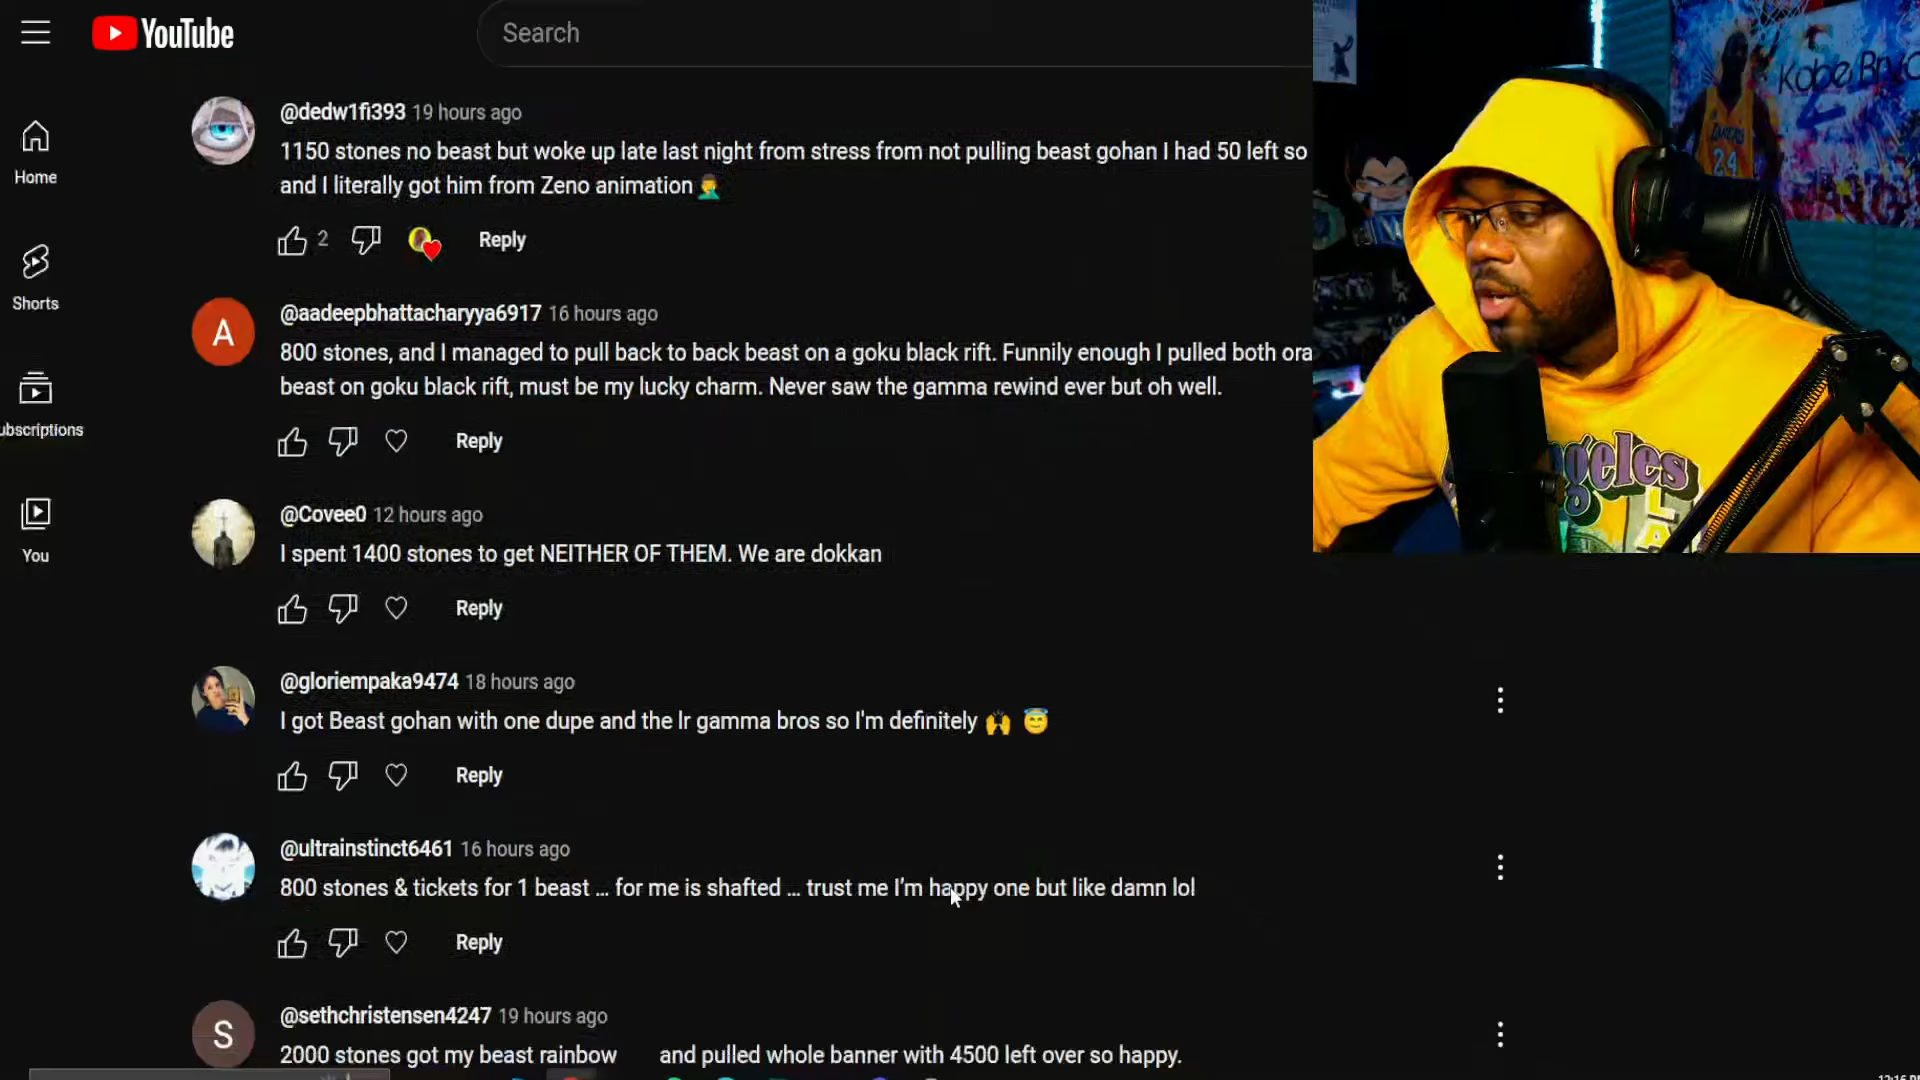 YouTube
Search
Home
Shorts
ubscriptions
You
@dedw1fi393 19 hours ago
1150 stones no beast but woke up late last night from stress from not pulling beast gohan I had 50 left so
and I literally got him from Zeno animation 🤦‍♂️
2
Reply
A
@aadeepbhattacharyya6917 16 hours ago
800 stones, and I managed to pull back to back beast on a goku black rift. Funnily enough I pulled both ora
beast on goku black rift, must be my lucky charm. Never saw the gamma rewind ever but oh well.
Reply
@Covee0 12 hours ago
I spent 1400 stones to get NEITHER OF THEM. We are dokkan
Reply
@gloriempaka9474 18 hours ago
I got Beast gohan with one dupe and the lr gamma bros so I'm definitely 🙌 😇
Reply
@ultrainstinct6461 16 hours ago
800 stones & tickets for 1 beast ... for me is shafted ... trust me I'm happy one but like damn lol
Reply
S
@sethchristensen4247 19 hours ago
2000 stones got my beast rainbow and pulled whole banner with 4500 left over so happy.
Kobe Brya
LAKERS
24
geles